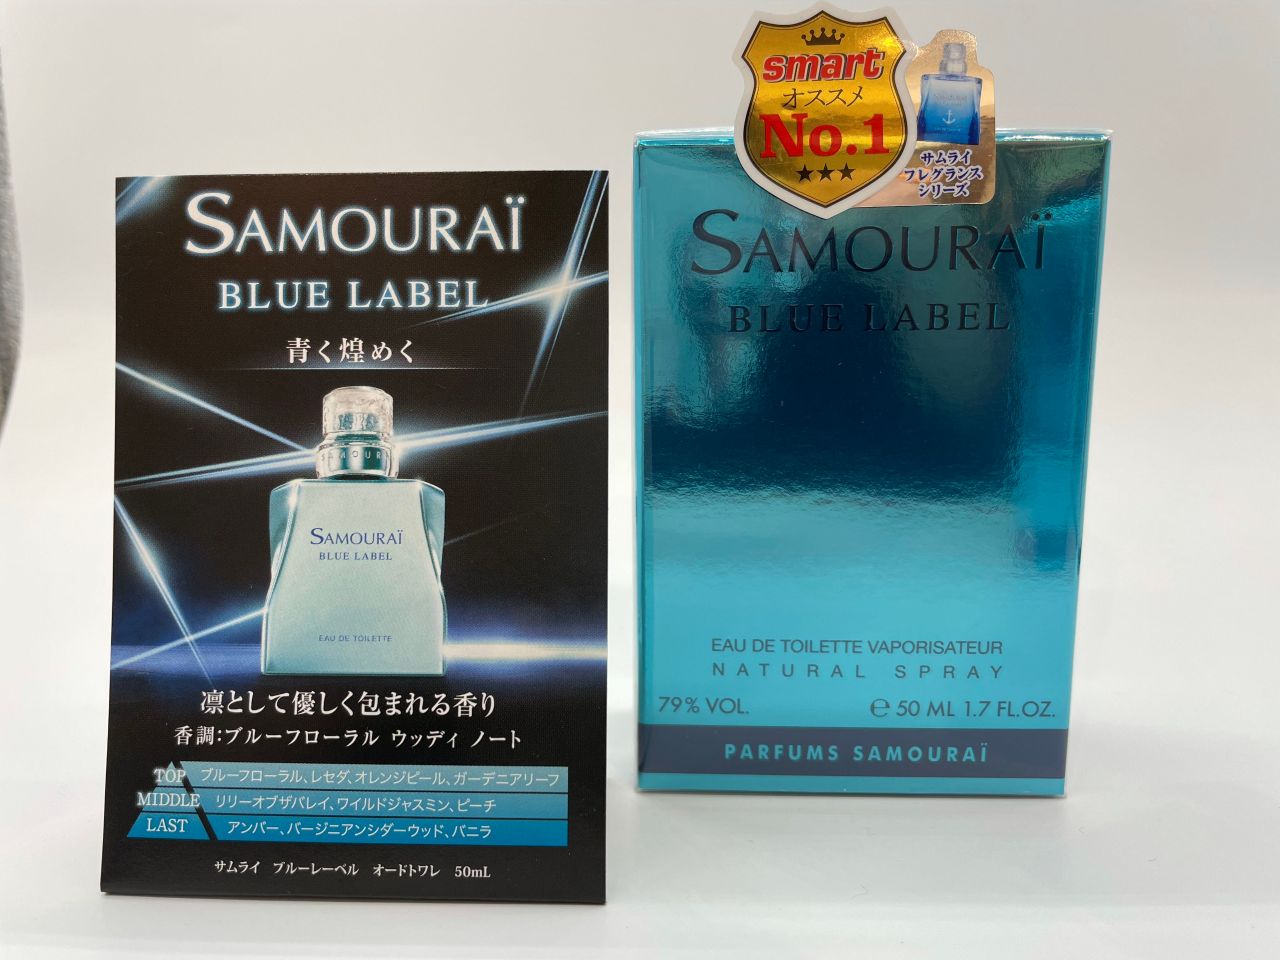 SAMOURAÏ
BLUE LABEL
青く煌めく
SAMOURAÏ
BLUE LABEL
EAU DE TOILETTE
凛として優しく包まれる香り
香調:ブルーフローラル ウッディ ノート
TOP ブルーフローラル、レセダ、オレンジピール、ガーデニアリーフ
MIDDLE リリーオブザバレイ、ワイルドジャスミン、ピーチ
LAST アンバー、バージニアンシダーウッド、バニラ
サムライ ブルーレーベル オードトワレ 50mL
smart
オススメ
No.1
サムライ
フレグランス
シリーズ
SAMOURAÏ
BLUE LABEL
EAU DE TOILETTE VAPORISATEUR
NATURAL SPRAY
79% VOL. ℮ 50 ML 1.7 FL.OZ.
PARFUMS SAMOURAÏ